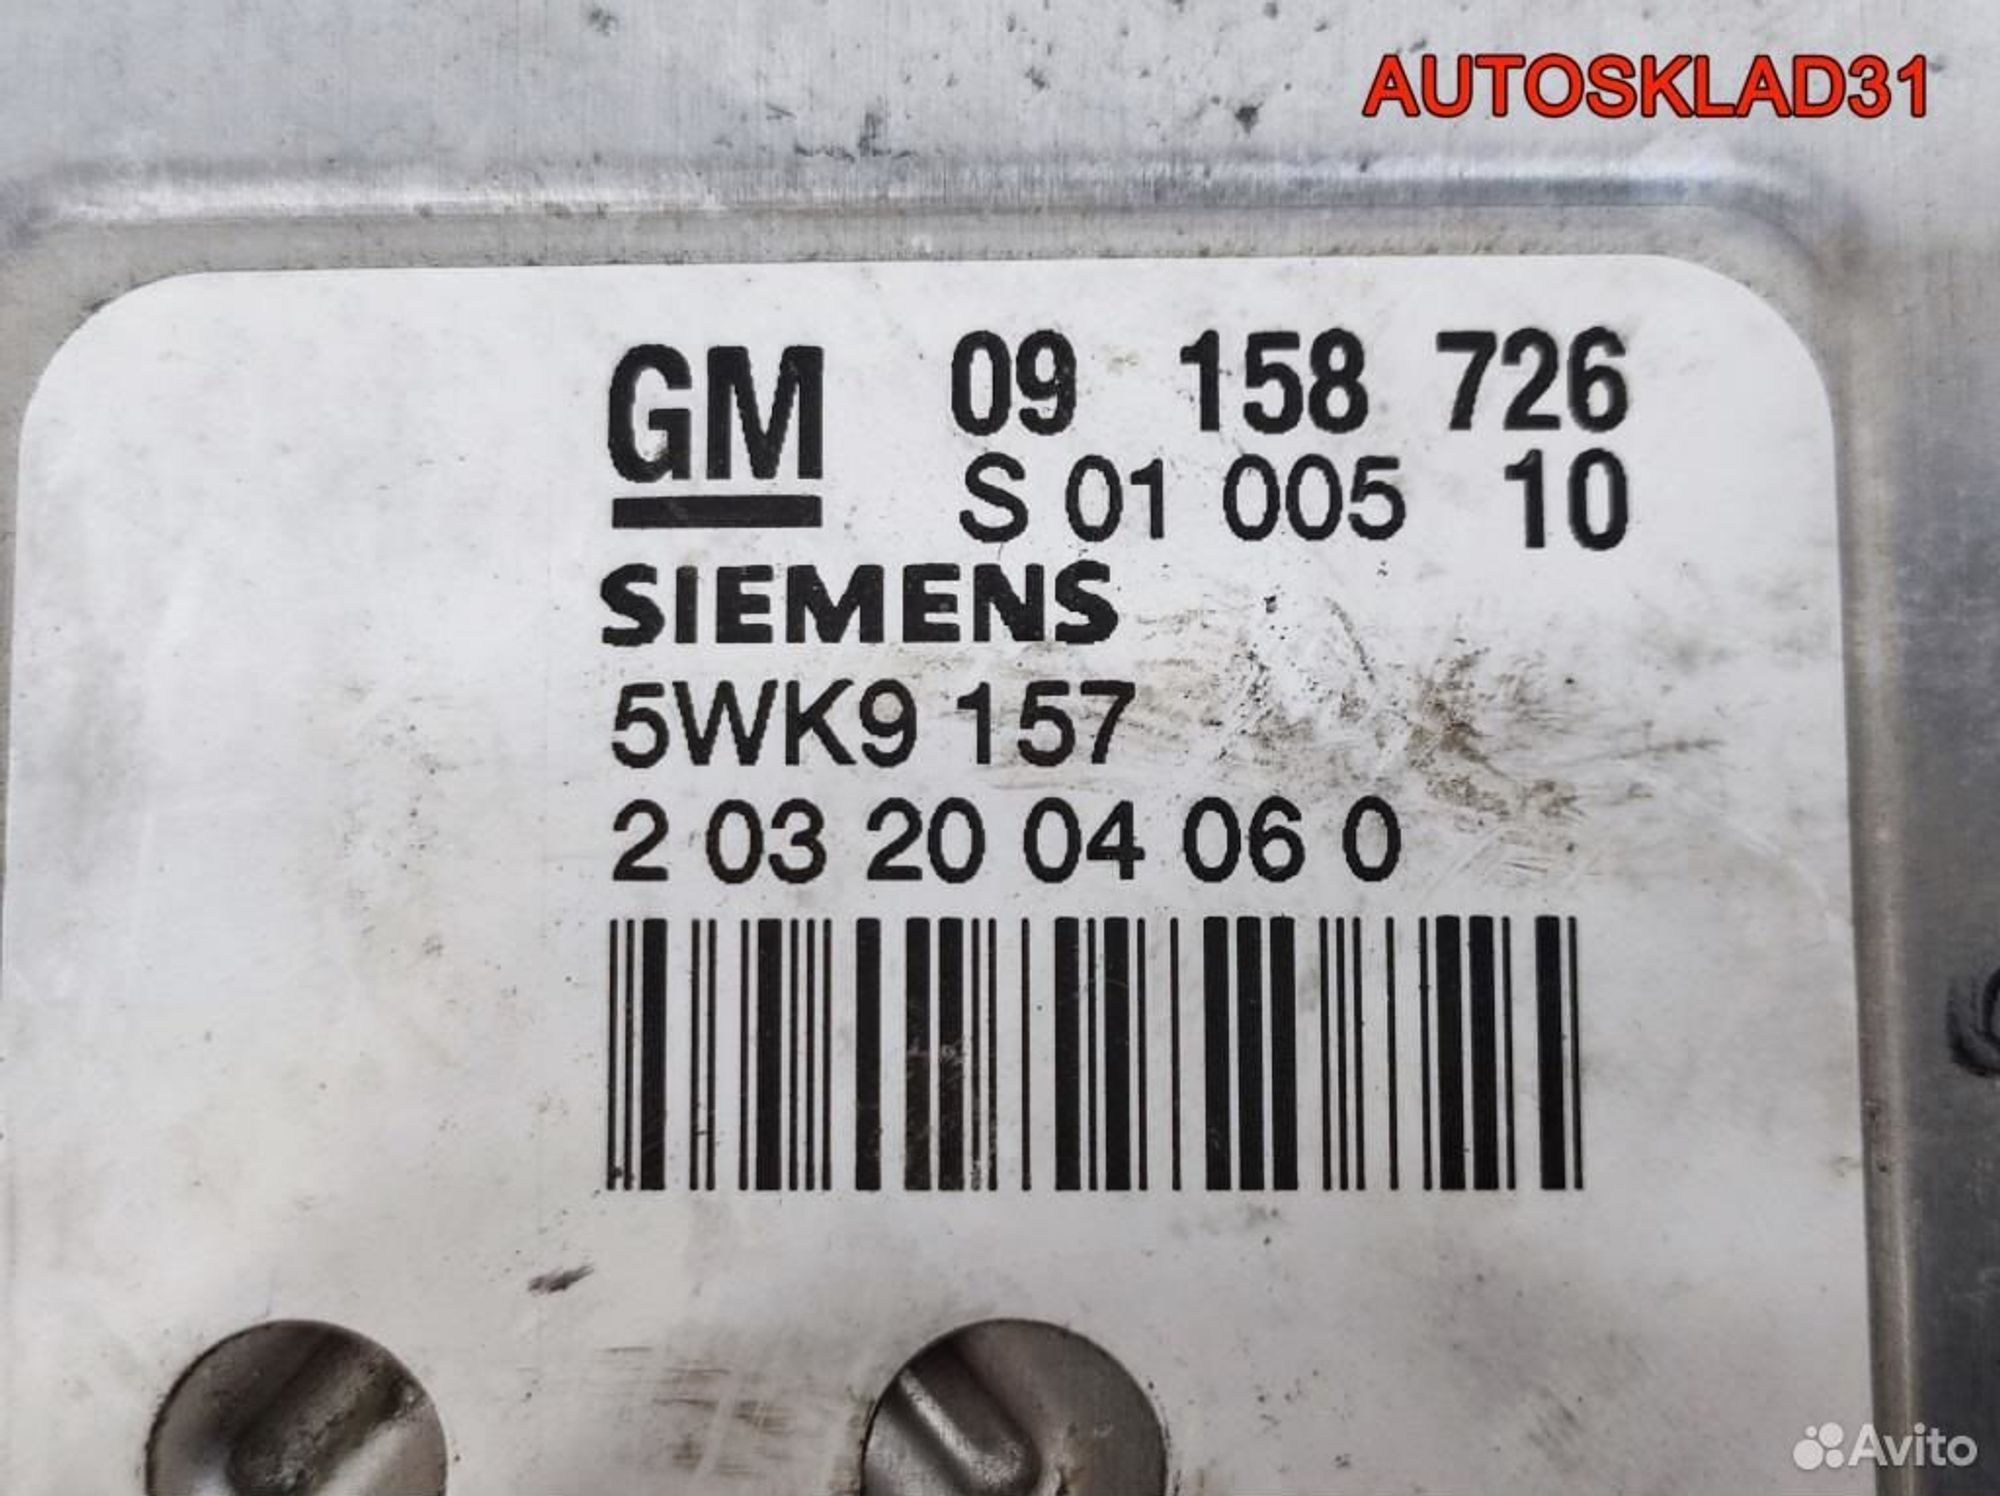 AUTOSKLAD31
GM 09 158 726
S 01 005 10
SIEMENS
5WK9 157
2 03 20 04 06 0
Avito